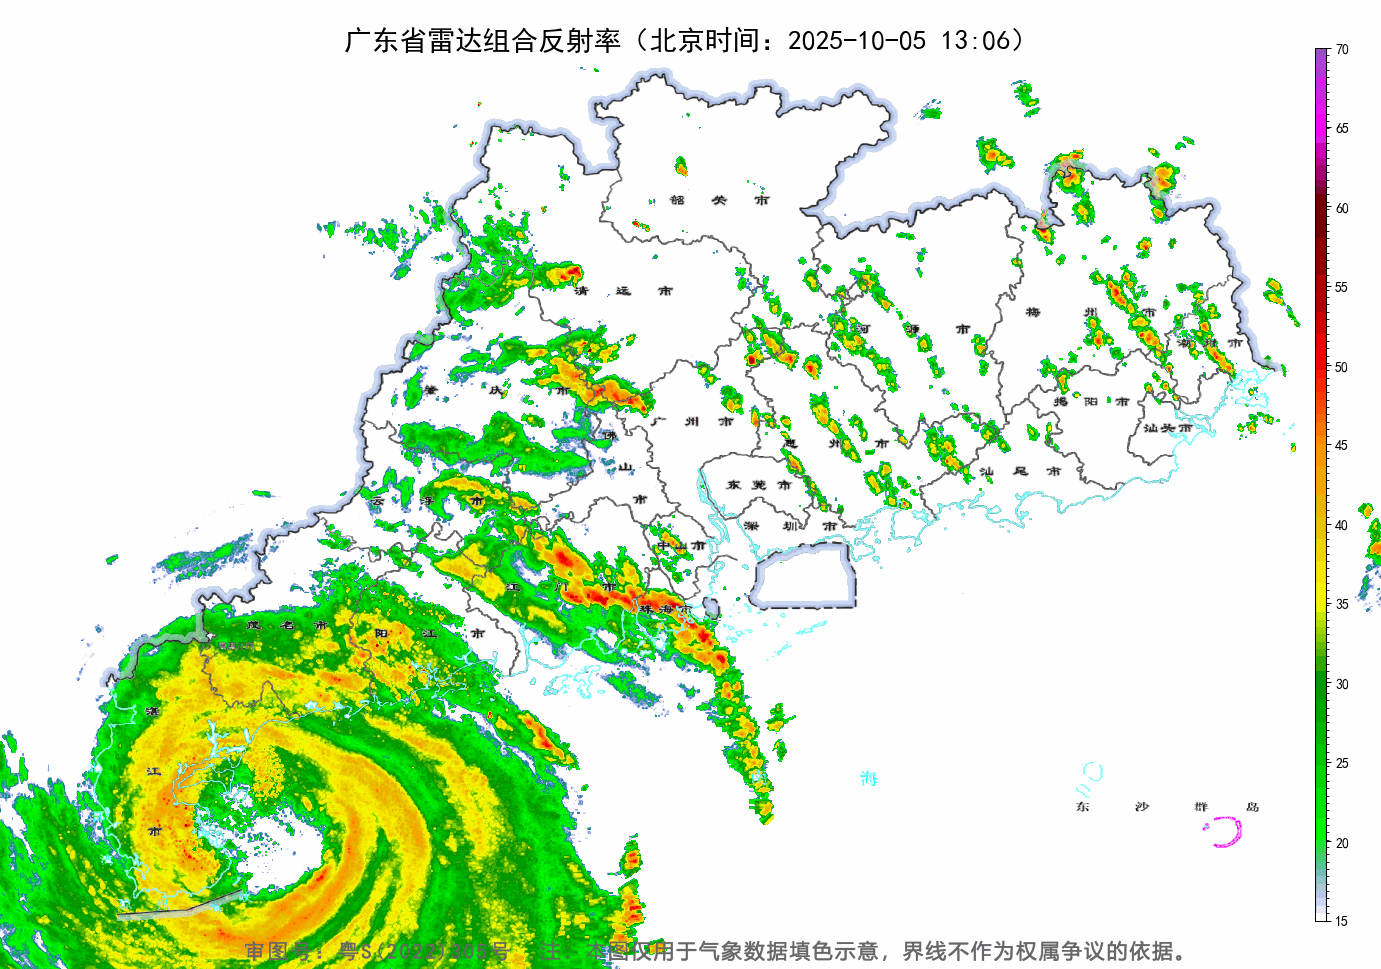 广东省雷达组合反射率（北京时间：2025-10-05 13:06）
70
65
60
55
50
45
40
35
30
25
20
15
韶 关 市
清 远 市
河 源 市
梅 州 市
潮 州 市
肇 庆 市
广 州 市
揭 阳 市
汕头市
佛 山 市
惠 州 市
汕 尾 市
东 莞 市
云 浮 市
深 圳 市
中山市
江 门 市
珠海市
茂 名 市
阳 江 市
湛 江 市
海
东 沙 群 岛
审图号：粤S(2022)305号 注：本图仅用于气象数据填色示意，界线不作为权属争议的依据。